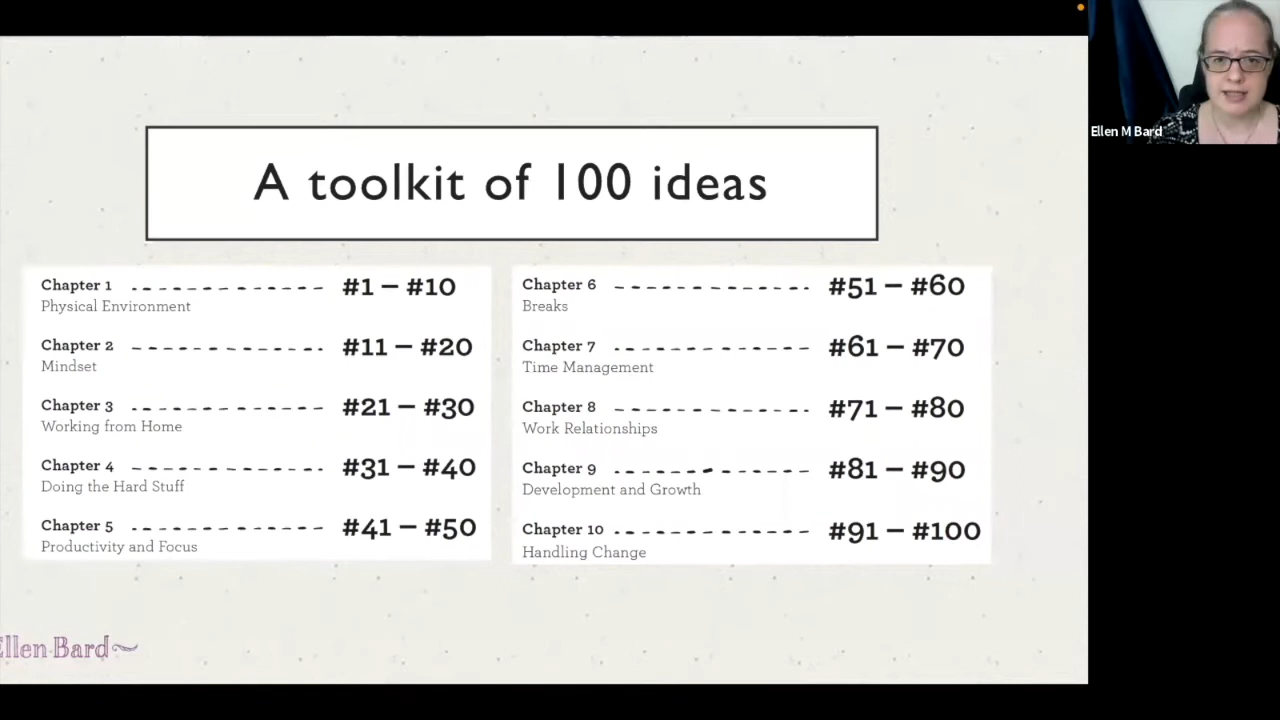 A toolkit of 100 ideas
Chapter 1 #1 – #10
Physical Environment
Chapter 2 #11 – #20
Mindset
Chapter 3 #21 – #30
Working from Home
Chapter 4 #31 – #40
Doing the Hard Stuff
Chapter 5 #41 – #50
Productivity and Focus
Chapter 6 #51 – #60
Breaks
Chapter 7 #61 – #70
Time Management
Chapter 8 #71 – #80
Work Relationships
Chapter 9 #81 – #90
Development and Growth
Chapter 10 #91 – #100
Handling Change
Ellen Bard
Ellen M Bard